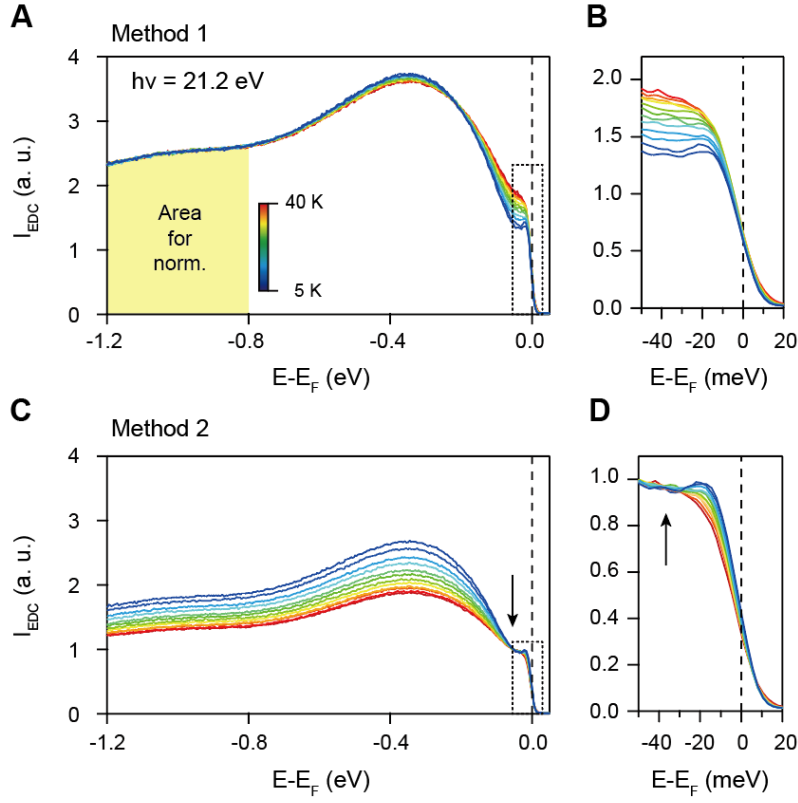 A
Method 1
hν = 21.2 eV
4
3
2
1
0
I_EDC (a. u.)
Area
for
norm.
40 K
5 K
-1.2
-0.8
-0.4
0.0
E-E_F (eV)
B
2.0
1.5
1.0
0.5
0.0
-40
-20
0
20
E-E_F (meV)
C
Method 2
4
3
2
1
0
I_EDC (a. u.)
-1.2
-0.8
-0.4
0.0
E-E_F (eV)
D
1.0
0.8
0.6
0.4
0.2
0.0
-40
-20
0
20
E-E_F (meV)